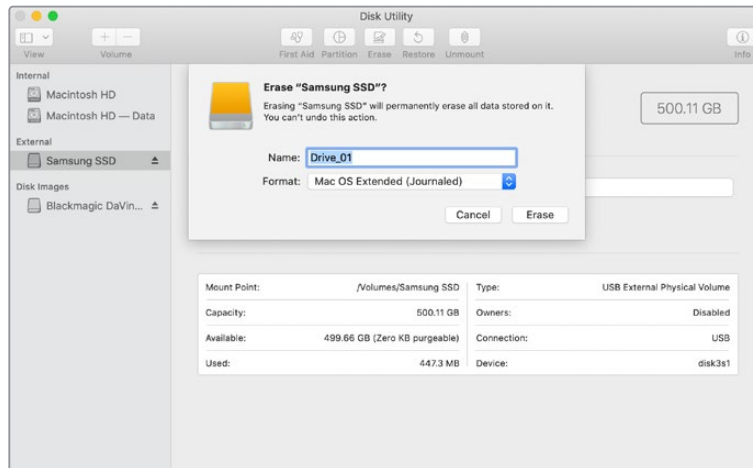 Disk Utility
View
Volume
First Aid Partition Erase Restore Unmount
Info
Internal
Macintosh HD
Macintosh HD — Data
External
Samsung SSD
Disk Images
Blackmagic DaVin...
Erase “Samsung SSD”?
Erasing “Samsung SSD” will permanently erase all data stored on it.
You can't undo this action.
Name: Drive_01
Format: Mac OS Extended (Journaled)
Cancel Erase
500.11 GB
Mount Point: /Volumes/Samsung SSD Type: USB External Physical Volume
Capacity: 500.11 GB Owners: Disabled
Available: 499.66 GB (Zero KB purgeable) Connection: USB
Used: 447.3 MB Device: disk3s1